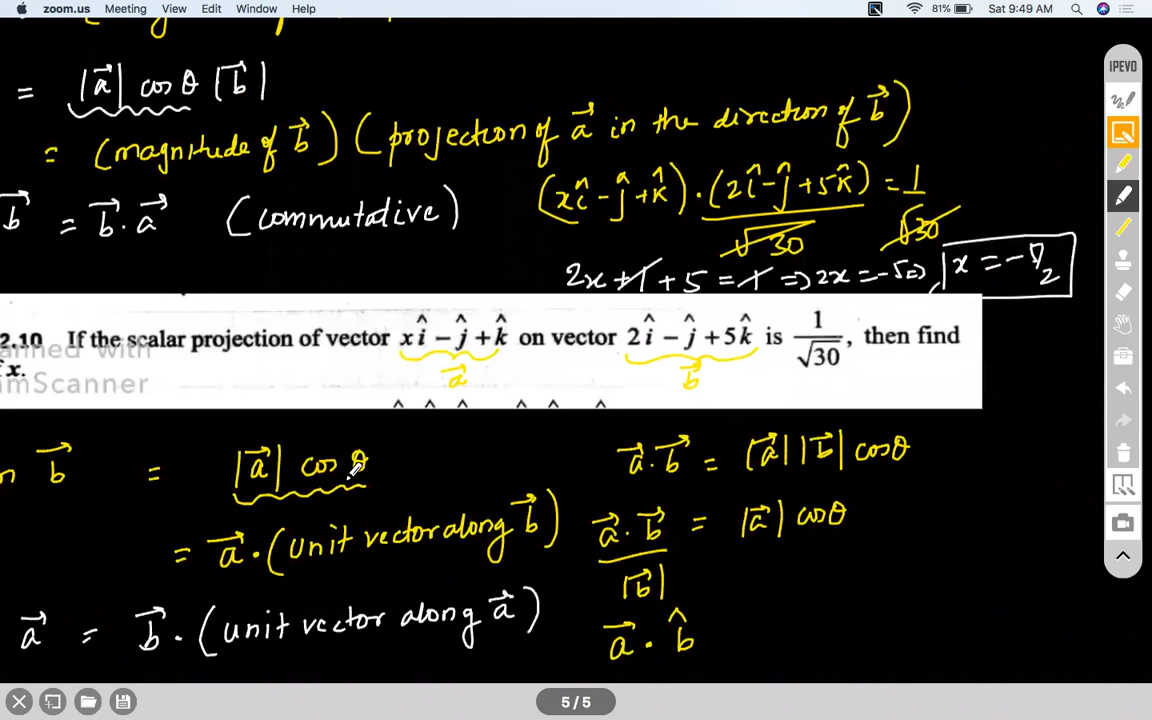 zoom.us Meeting View Edit Window Help 81% Sat 9:49 AM
= |a⃗| cos θ |b⃗|
= (magnitude of b⃗) (projection of a⃗ in the direction of b⃗)
b⃗ = b⃗.a⃗ (commutative)
(xî - ĵ + k̂) . (2î - ĵ + 5k̂) / √30 = 1/√30
2x + 1 + 5 = 1 ⇒ 2x = -5 ⇒ x = -5/2
IPEVO
2.10 If the scalar projection of vector xî - ĵ + k̂ on vector 2î - ĵ + 5k̂ is 1/√30, then find
x.
a⃗ b⃗
mScanner
b⃗ = |a⃗| cos θ
= a⃗ . (unit vector along b⃗)
a⃗ = b⃗ . (unit vector along a⃗)
a⃗ . b⃗ = |a⃗| |b⃗| cosθ
a⃗ . b⃗ / |b⃗| = |a⃗| cosθ
a⃗ . b̂
5/5